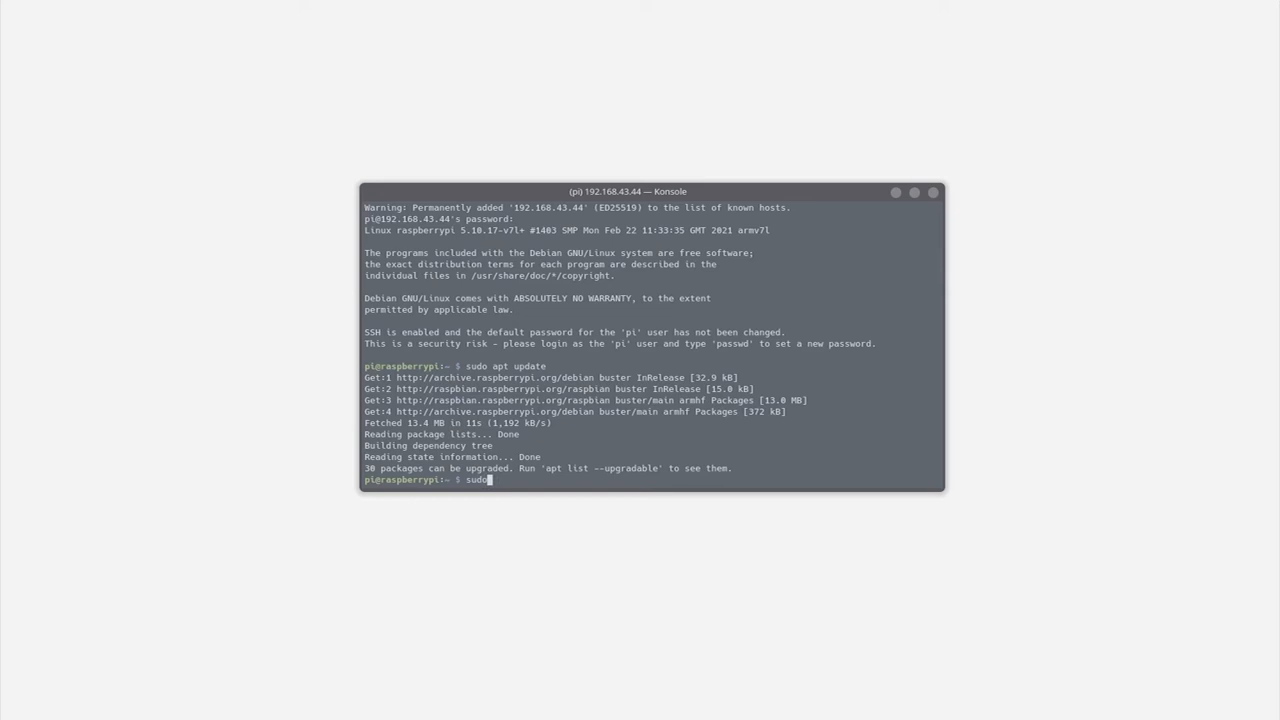 (pi) 192.168.43.44 — Konsole
Warning: Permanently added '192.168.43.44' (ED25519) to the list of known hosts.
pi@192.168.43.44's password:
Linux raspberrypi 5.10.17-v7l+ #1403 SMP Mon Feb 22 11:33:35 GMT 2021 armv7l
The programs included with the Debian GNU/Linux system are free software;
the exact distribution terms for each program are described in the
individual files in /usr/share/doc/*/copyright.
Debian GNU/Linux comes with ABSOLUTELY NO WARRANTY, to the extent
permitted by applicable law.
SSH is enabled and the default password for the 'pi' user has not been changed.
This is a security risk - please login as the 'pi' user and type 'passwd' to set a new password.
pi@raspberrypi:~ $ sudo apt update
Get:1 http://archive.raspberrypi.org/debian buster InRelease [32.9 kB]
Get:2 http://raspbian.raspberrypi.org/raspbian buster InRelease [15.0 kB]
Get:3 http://raspbian.raspberrypi.org/raspbian buster/main armhf Packages [13.0 MB]
Get:4 http://archive.raspberrypi.org/debian buster/main armhf Packages [372 kB]
Fetched 13.4 MB in 11s (1,192 kB/s)
Reading package lists... Done
Building dependency tree
Reading state information... Done
30 packages can be upgraded. Run 'apt list --upgradable' to see them.
pi@raspberrypi:~ $ sudo